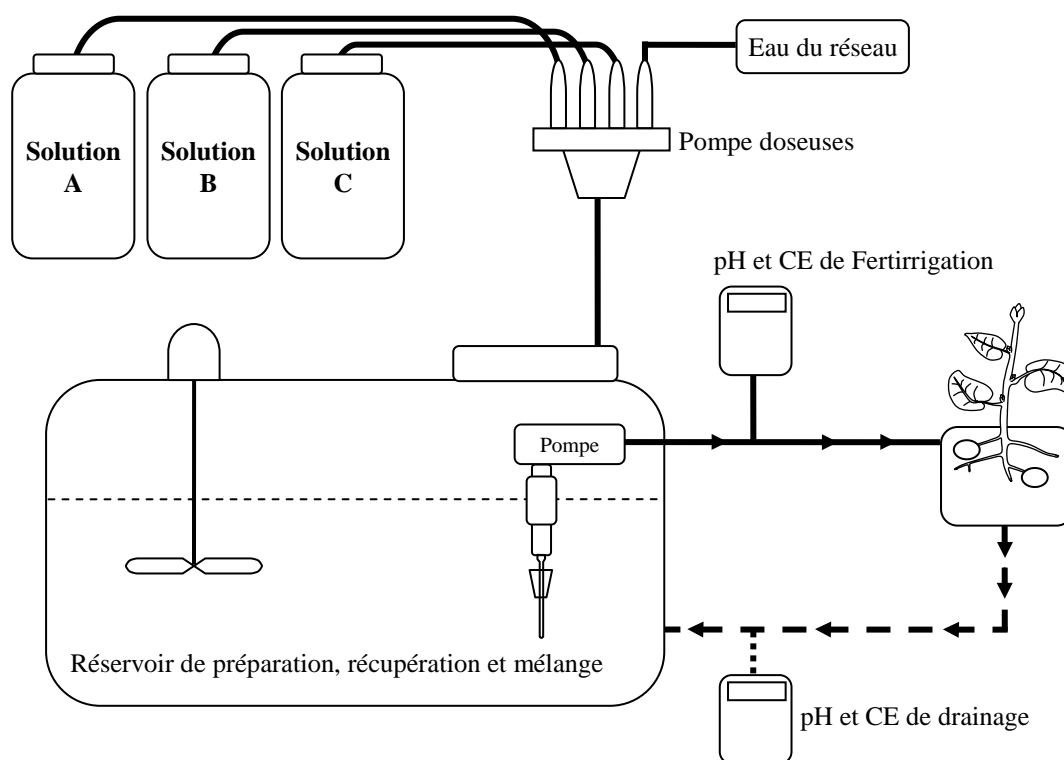 Eau du réseau
Solution
A
Solution
B
Solution
C
Pompe doseuses
pH et CE de Fertirrigation
Pompe
Réservoir de préparation, récupération et mélange
pH et CE de drainage